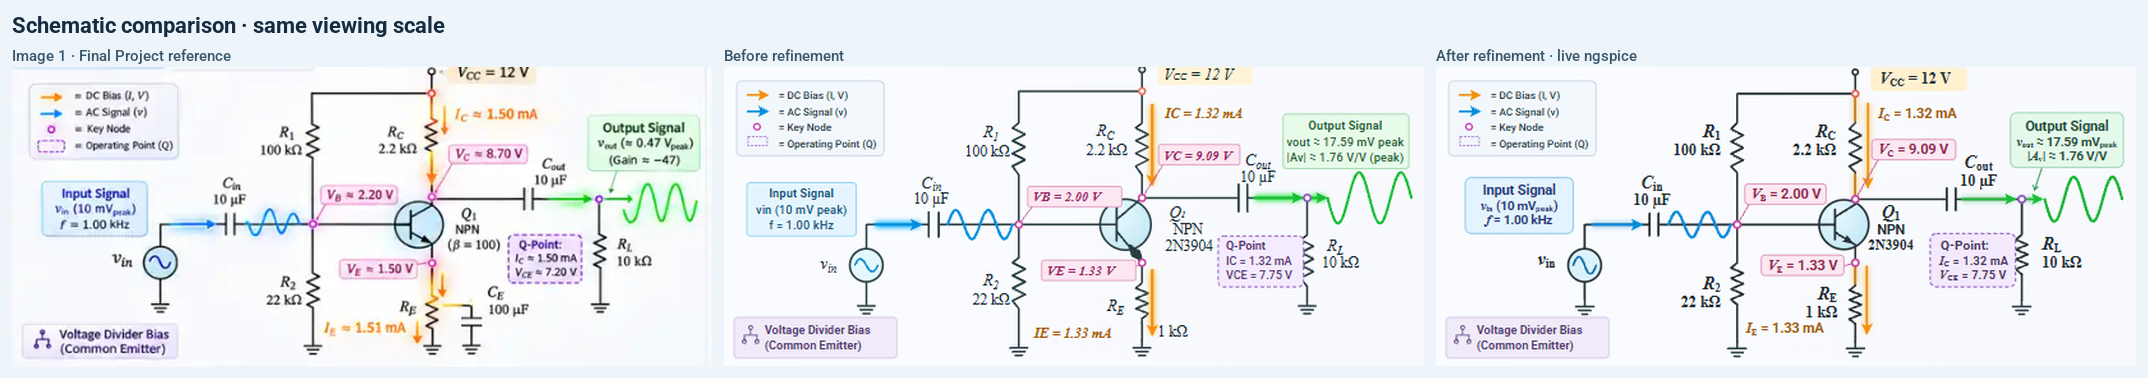 Schematic comparison · same viewing scale
Image 1 · Final Project reference
= DC Bias (I, V)
= AC Signal (v)
= Key Node
= Operating Point (Q)
VCC = 12 V
IC ≈ 1.50 mA
R1
100 kΩ
RC
2.2 kΩ
VC ≈ 8.70 V
Output Signal
vout (≈ 0.47 Vpeak)
(Gain ≈ −47)
Cout
10 μF
Input Signal
vin (10 mVpeak)
f = 1.00 kHz
Cin
10 μF
VB ≈ 2.20 V
Q1
NPN
(β = 100)
Q-Point:
IC ≈ 1.50 mA
VCE ≈ 7.20 V
RL
10 kΩ
vin
VE ≈ 1.50 V
R2
22 kΩ
RE
CE
100 μF
IE ≈ 1.51 mA
Voltage Divider Bias
(Common Emitter)
Before refinement
= DC Bias (I, V)
= AC Signal (v)
= Key Node
= Operating Point (Q)
Vcc = 12 V
IC = 1.32 mA
R1
100 kΩ
RC
2.2 kΩ
VC = 9.09 V
Output Signal
vout ≈ 17.59 mV peak
|Av| ≈ 1.76 V/V (peak)
Cout
10 μF
Input Signal
vin (10 mV peak)
f = 1.00 kHz
Cin
10 μF
VB = 2.00 V
Q1
NPN
2N3904
Q-Point
IC = 1.32 mA
VCE = 7.75 V
RL
10 kΩ
vin
VE = 1.33 V
R2
22 kΩ
RE
1 kΩ
IE = 1.33 mA
Voltage Divider Bias
(Common Emitter)
After refinement · live ngspice
= DC Bias (I, V)
= AC Signal (v)
= Key Node
= Operating Point (Q)
VCC = 12 V
IC = 1.32 mA
R1
100 kΩ
RC
2.2 kΩ
VC = 9.09 V
Output Signal
vout ≈ 17.59 mVpeak
|Av| ≈ 1.76 V/V
Cout
10 μF
Input Signal
vin (10 mVpeak)
f = 1.00 kHz
Cin
10 μF
VB = 2.00 V
Q1
NPN
2N3904
Q-Point:
IC = 1.32 mA
VCE = 7.75 V
RL
10 kΩ
vin
VE = 1.33 V
R2
22 kΩ
RE
1 kΩ
IE = 1.33 mA
Voltage Divider Bias
(Common Emitter)